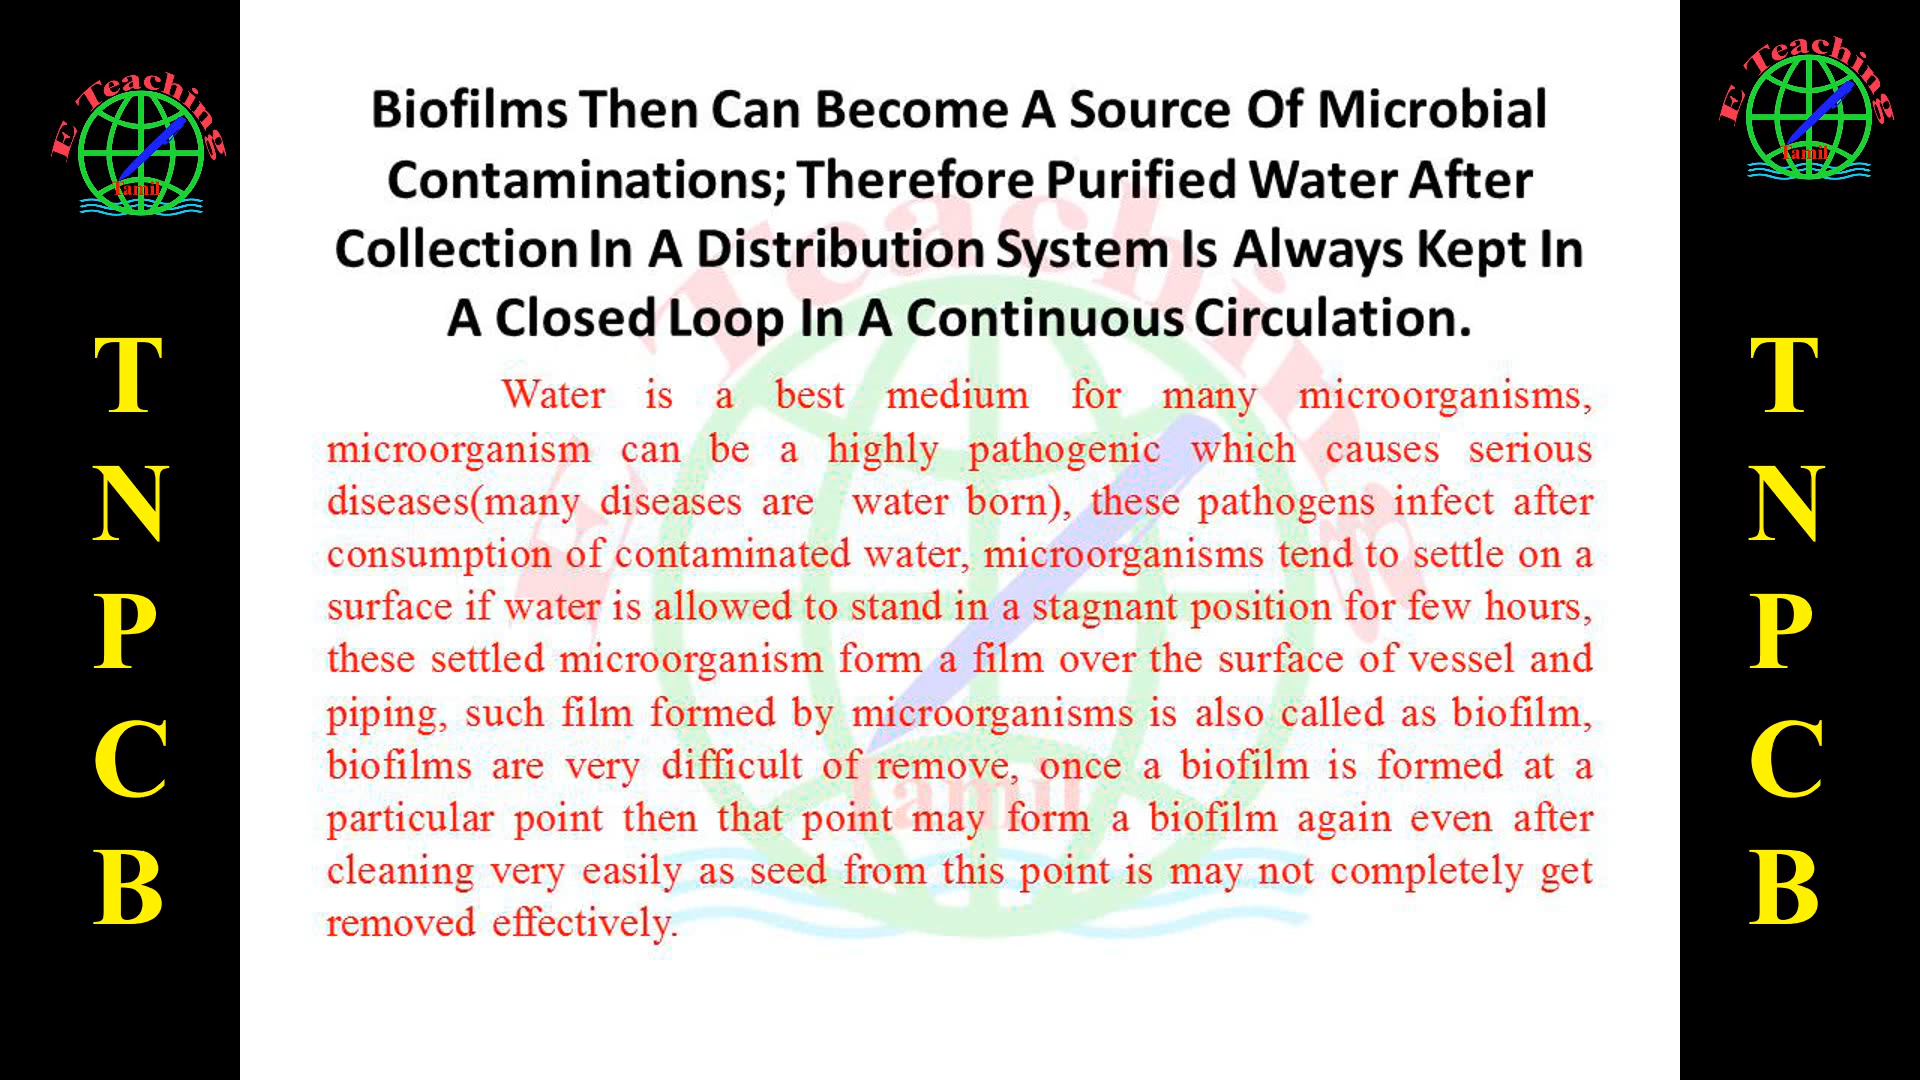 E Teaching
Tamil
T
N
P
C
B
Biofilms Then Can Become A Source Of Microbial
Contaminations; Therefore Purified Water After
Collection In A Distribution System Is Always Kept In
A Closed Loop In A Continuous Circulation.
Water is a best medium for many microorganisms,
microorganism can be a highly pathogenic which causes serious
diseases(many diseases are water born), these pathogens infect after
consumption of contaminated water, microorganisms tend to settle on a
surface if water is allowed to stand in a stagnant position for few hours,
these settled microorganism form a film over the surface of vessel and
piping, such film formed by microorganisms is also called as biofilm,
biofilms are very difficult of remove, once a biofilm is formed at a
particular point then that point may form a biofilm again even after
cleaning very easily as seed from this point is may not completely get
removed effectively.
E Teaching
Tamil
E Teaching
Tamil
T
N
P
C
B